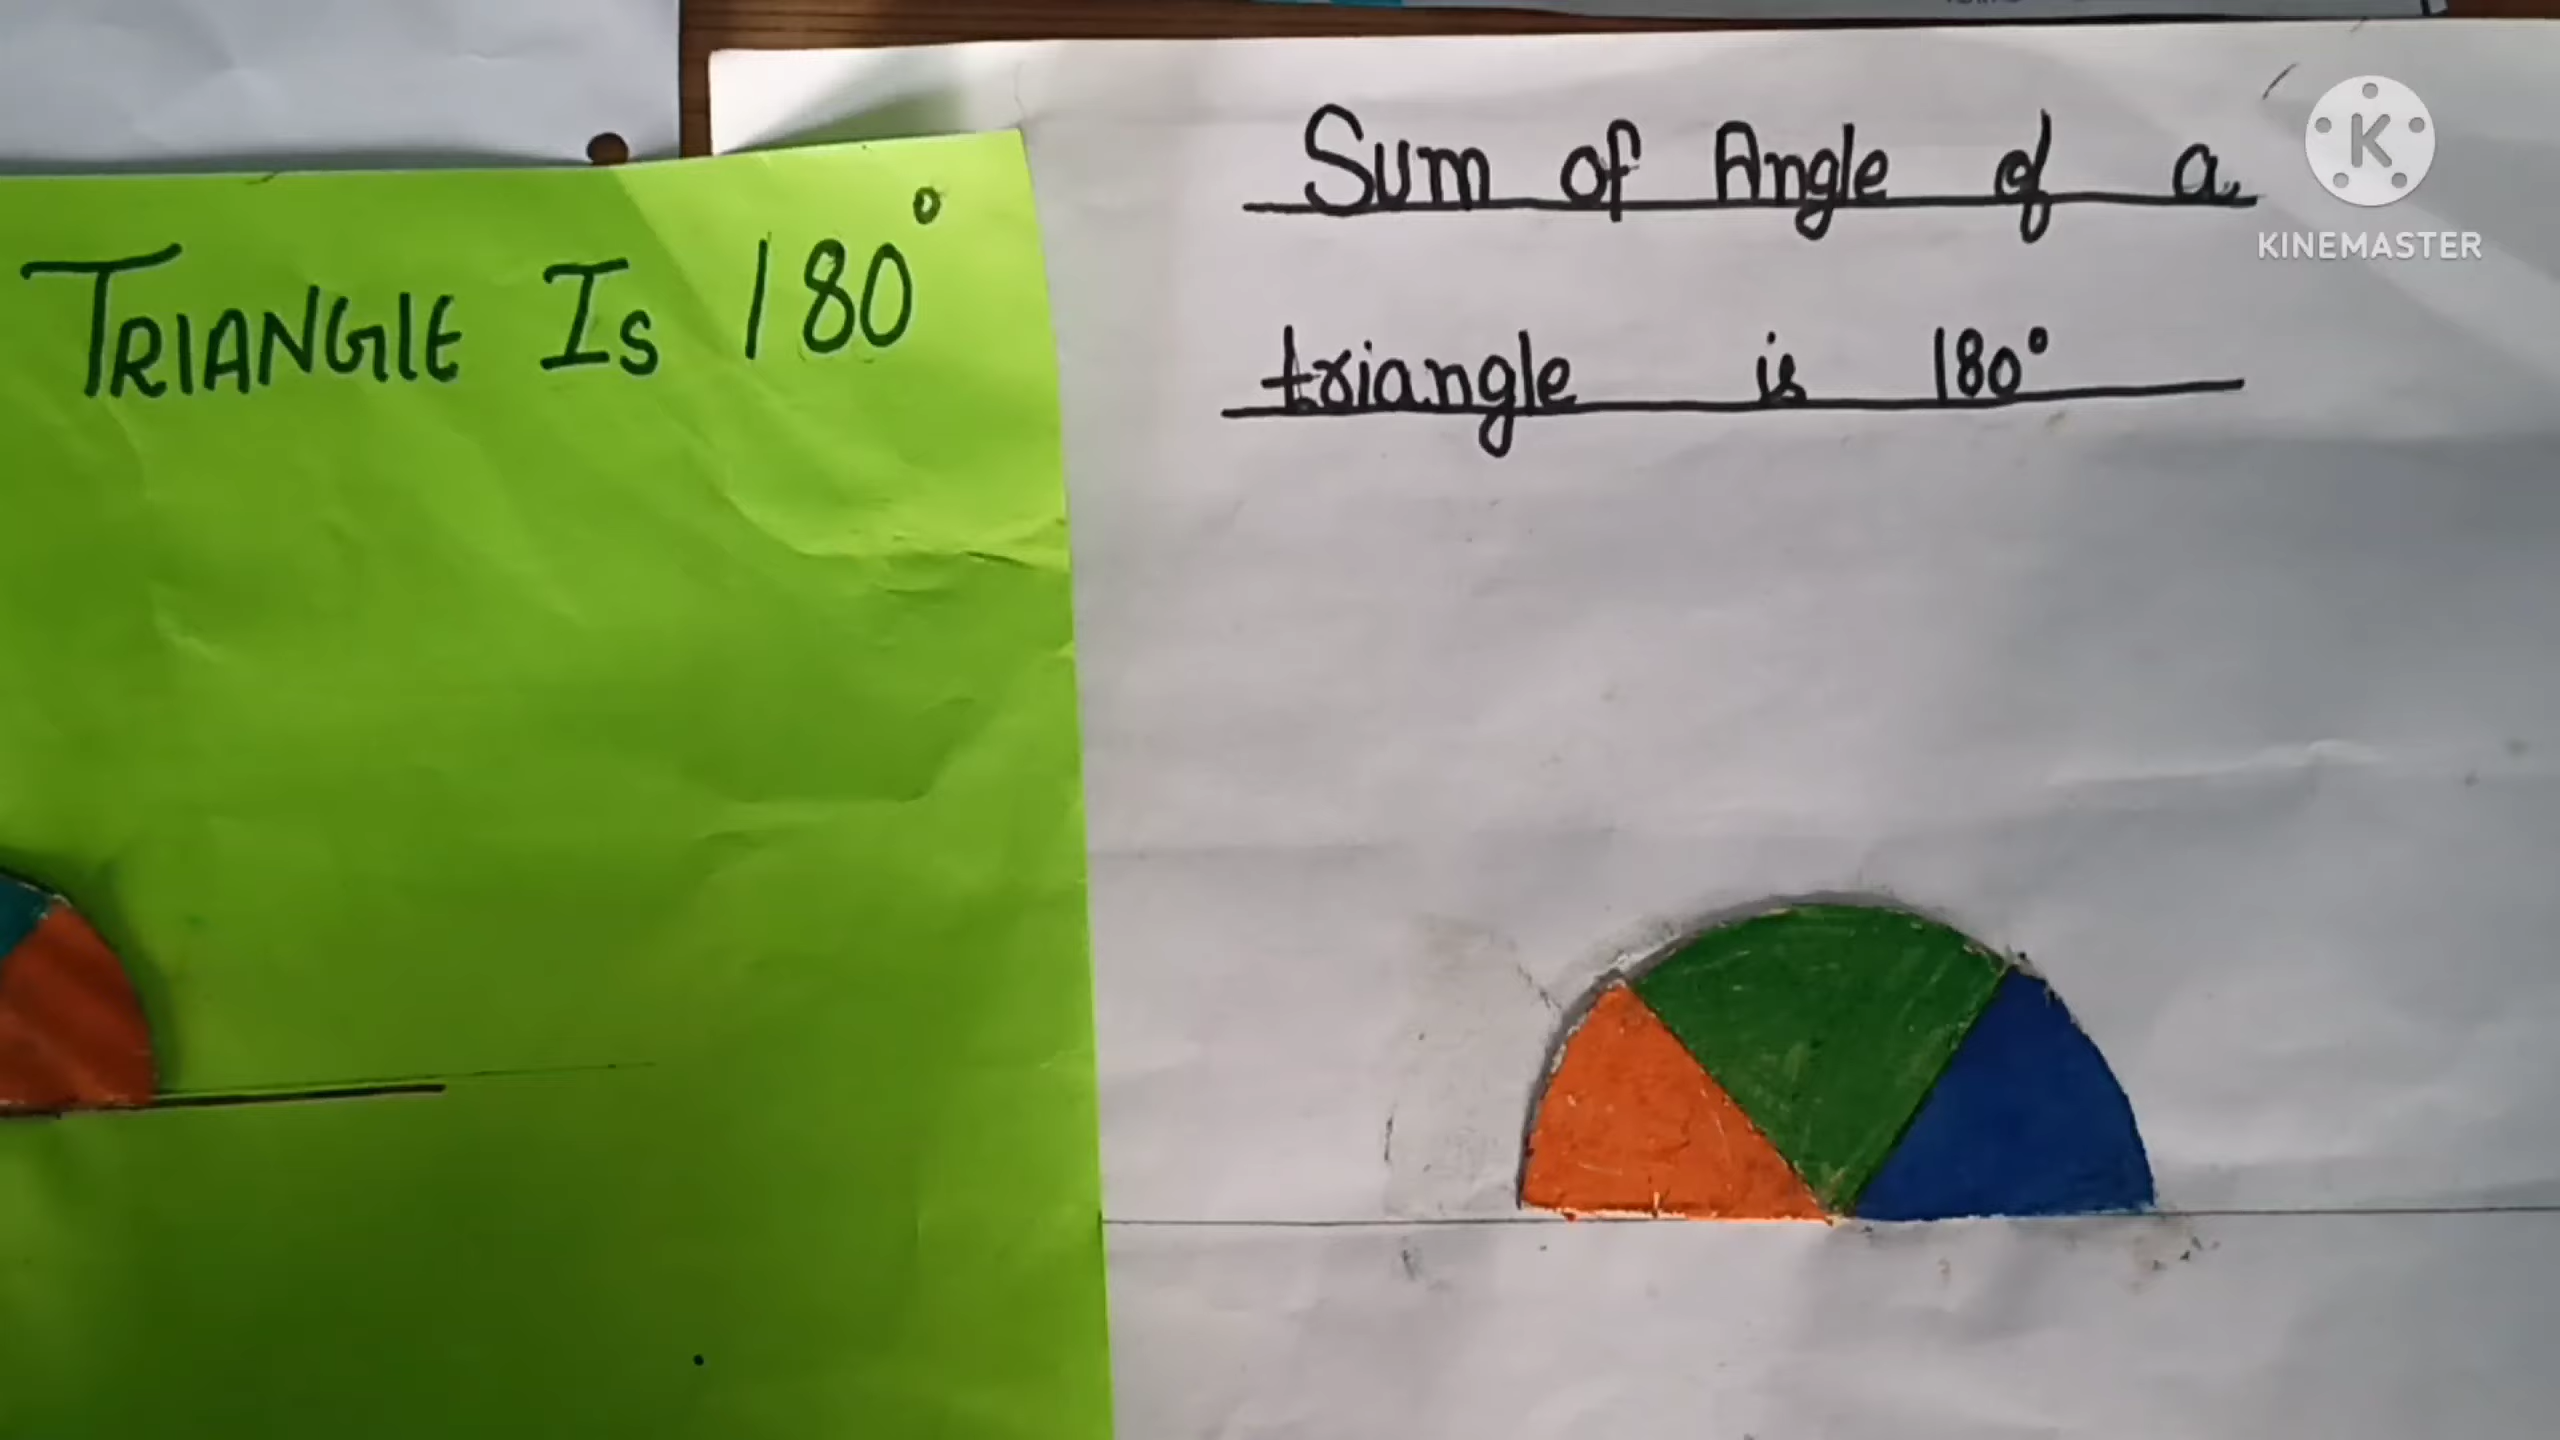 TRIANGLE Is 180°
Sum of Angle of a
triangle is 180°
KINEMASTER